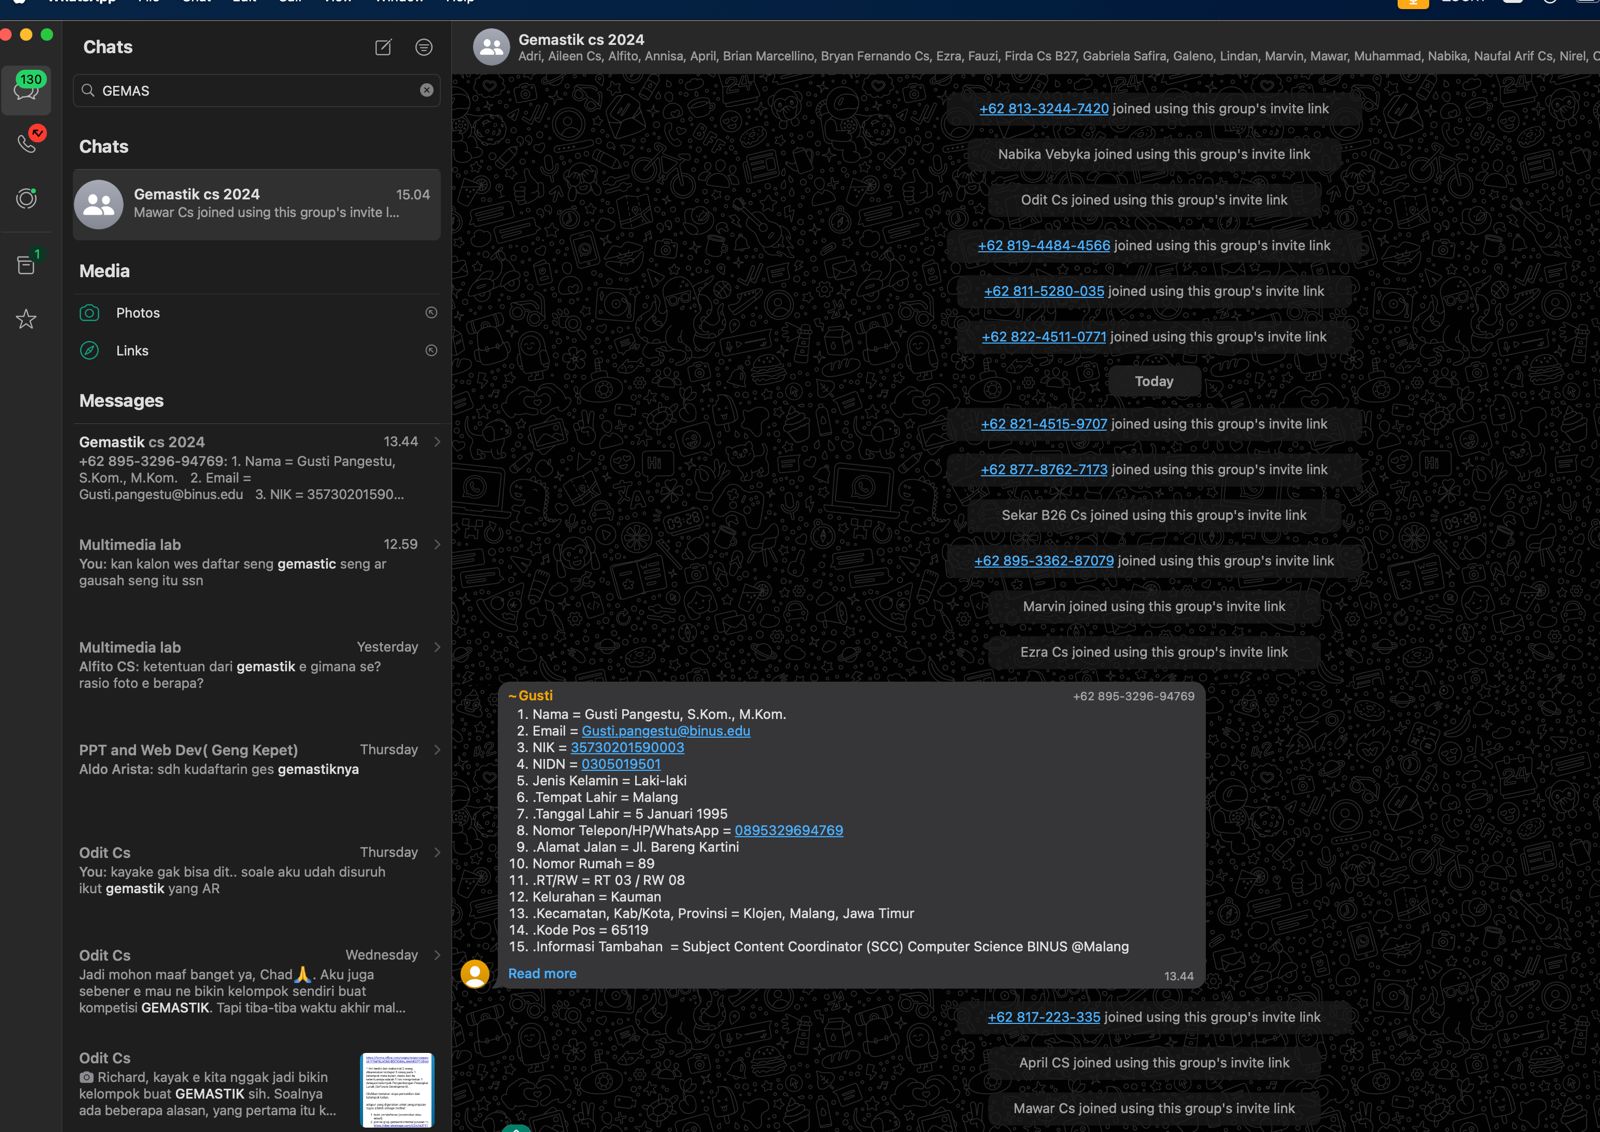 WhatsApp File Chat Edit Call View Window Help
Chats
130
GEMAS
1
Chats
Gemastik cs 2024
15.04
Mawar Cs joined using this group's invite l...
Media
Photos
Links
Messages
Gemastik cs 2024
13.44
+62 895-3296-94769: 1. Nama = Gusti Pangestu,
S.Kom., M.Kom. 2. Email =
Gusti.pangestu@binus.edu 3. NIK = 35730201590...
Multimedia lab
12.59
You: kan kalon wes daftar seng gemastic seng ar
gausah seng itu ssn
Multimedia lab
Yesterday
Alfito CS: ketentuan dari gemastik e gimana se?
rasio foto e berapa?
PPT and Web Dev( Geng Kepet)
Thursday
Aldo Arista: sdh kudaftarin ges gemastiknya
Odit Cs
Thursday
You: kayake gak bisa dit.. soale aku udah disuruh
ikut gemastik yang AR
Odit Cs
Wednesday
Jadi mohon maaf banget ya, Chad🙏. Aku juga
sebener e mau ne bikin kelompok sendiri buat
kompetisi GEMASTIK. Tapi tiba-tiba waktu akhir mal...
Odit Cs
Richard, kayak e kita nggak jadi bikin
kelompok buat GEMASTIK sih. Soalnya
ada beberapa alasan, yang pertama itu k...
Gemastik cs 2024
Adri, Aileen Cs, Alfito, Annisa, April, Brian Marcellino, Bryan Fernando Cs, Ezra, Fauzi, Firda Cs B27, Gabriela Safira, Galeno, Lindan, Marvin, Mawar, Muhammad, Nabika, Naufal Arif Cs, Nirel,
+62 813-3244-7420 joined using this group's invite link
Nabika Vebyka joined using this group's invite link
Odit Cs joined using this group's invite link
+62 819-4484-4566 joined using this group's invite link
+62 811-5280-035 joined using this group's invite link
+62 822-4511-0771 joined using this group's invite link
Today
+62 821-4515-9707 joined using this group's invite link
+62 877-8762-7173 joined using this group's invite link
Sekar B26 Cs joined using this group's invite link
+62 895-3362-87079 joined using this group's invite link
Marvin joined using this group's invite link
Ezra Cs joined using this group's invite link
~Gusti
+62 895-3296-94769
1. Nama = Gusti Pangestu, S.Kom., M.Kom.
2. Email = Gusti.pangestu@binus.edu
3. NIK = 35730201590003
4. NIDN = 0305019501
5. Jenis Kelamin = Laki-laki
6. .Tempat Lahir = Malang
7. .Tanggal Lahir = 5 Januari 1995
8. Nomor Telepon/HP/WhatsApp = 0895329694769
9. .Alamat Jalan = Jl. Bareng Kartini
10. Nomor Rumah = 89
11. .RT/RW = RT 03 / RW 08
12. Kelurahan = Kauman
13. .Kecamatan, Kab/Kota, Provinsi = Klojen, Malang, Jawa Timur
14. .Kode Pos = 65119
15. .Informasi Tambahan = Subject Content Coordinator (SCC) Computer Science BINUS @Malang
Read more
13.44
+62 817-223-335 joined using this group's invite link
April CS joined using this group's invite link
Mawar Cs joined using this group's invite link